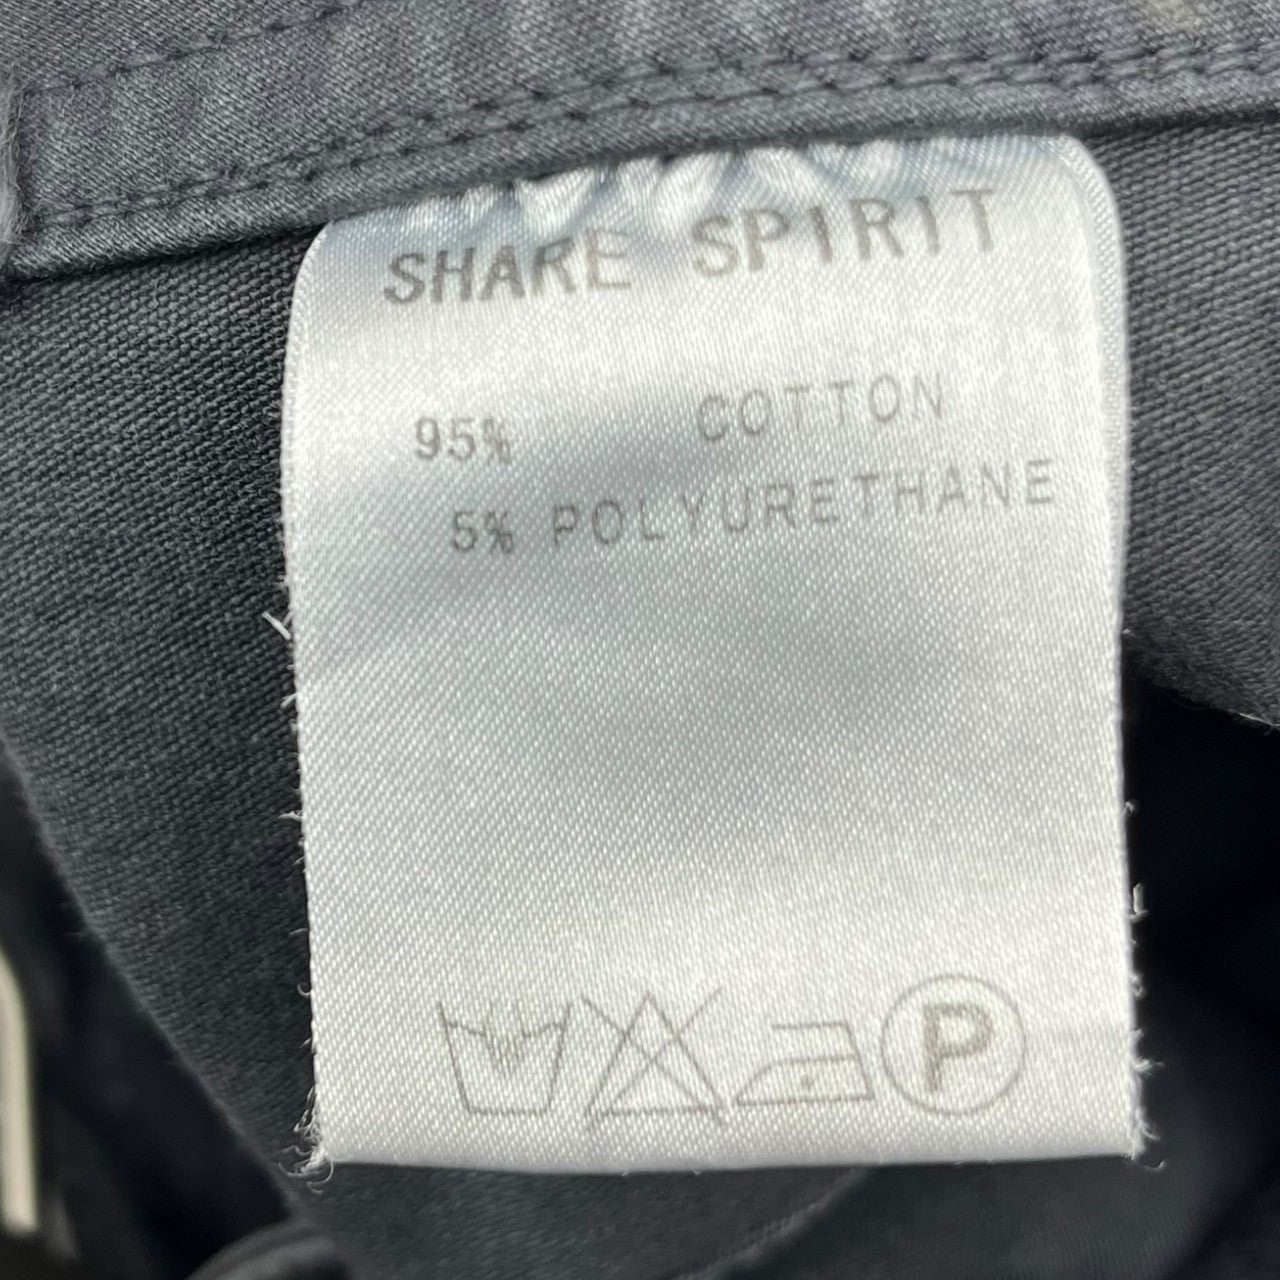 SHARE SPIRIT
95% COTTON
5% POLYURETHANE
P